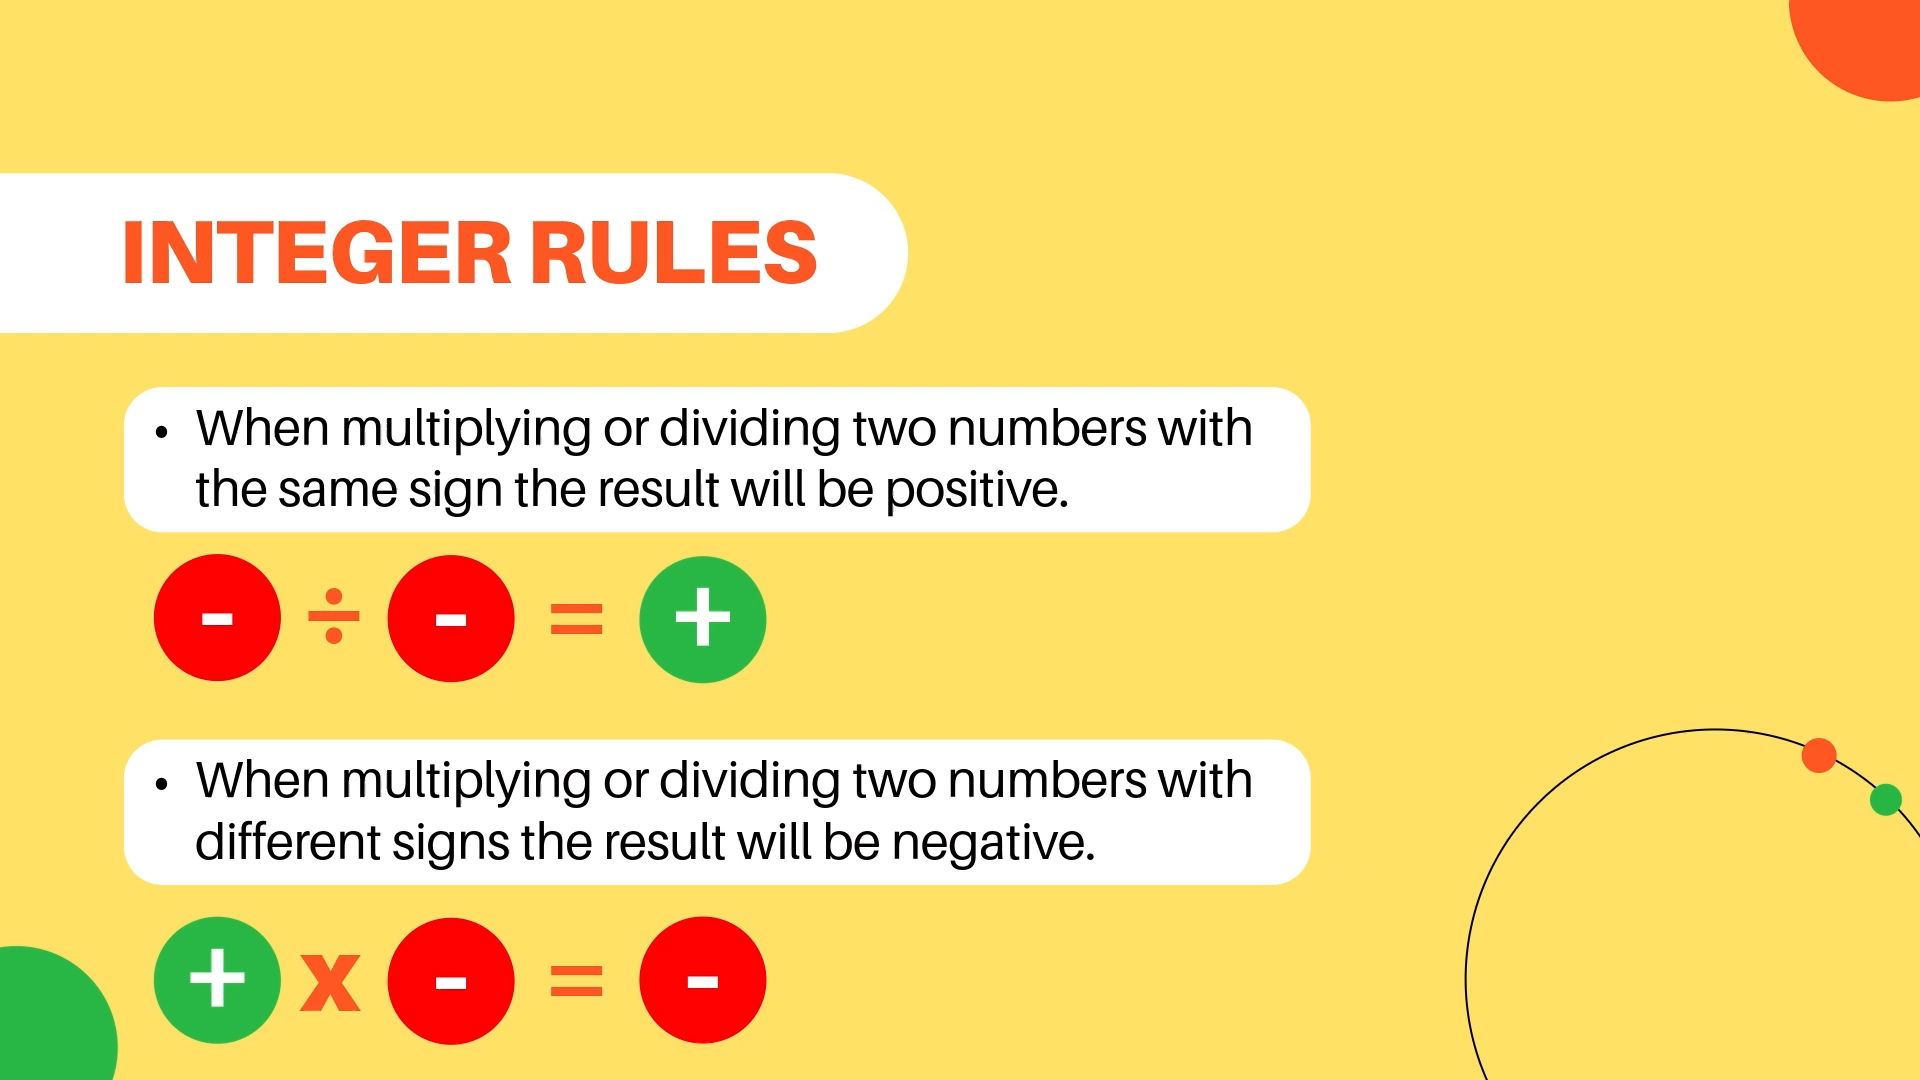 INTEGER RULES
• When multiplying or dividing two numbers with
the same sign the result will be positive.
- ÷ - = +
• When multiplying or dividing two numbers with
different signs the result will be negative.
+ x - = -